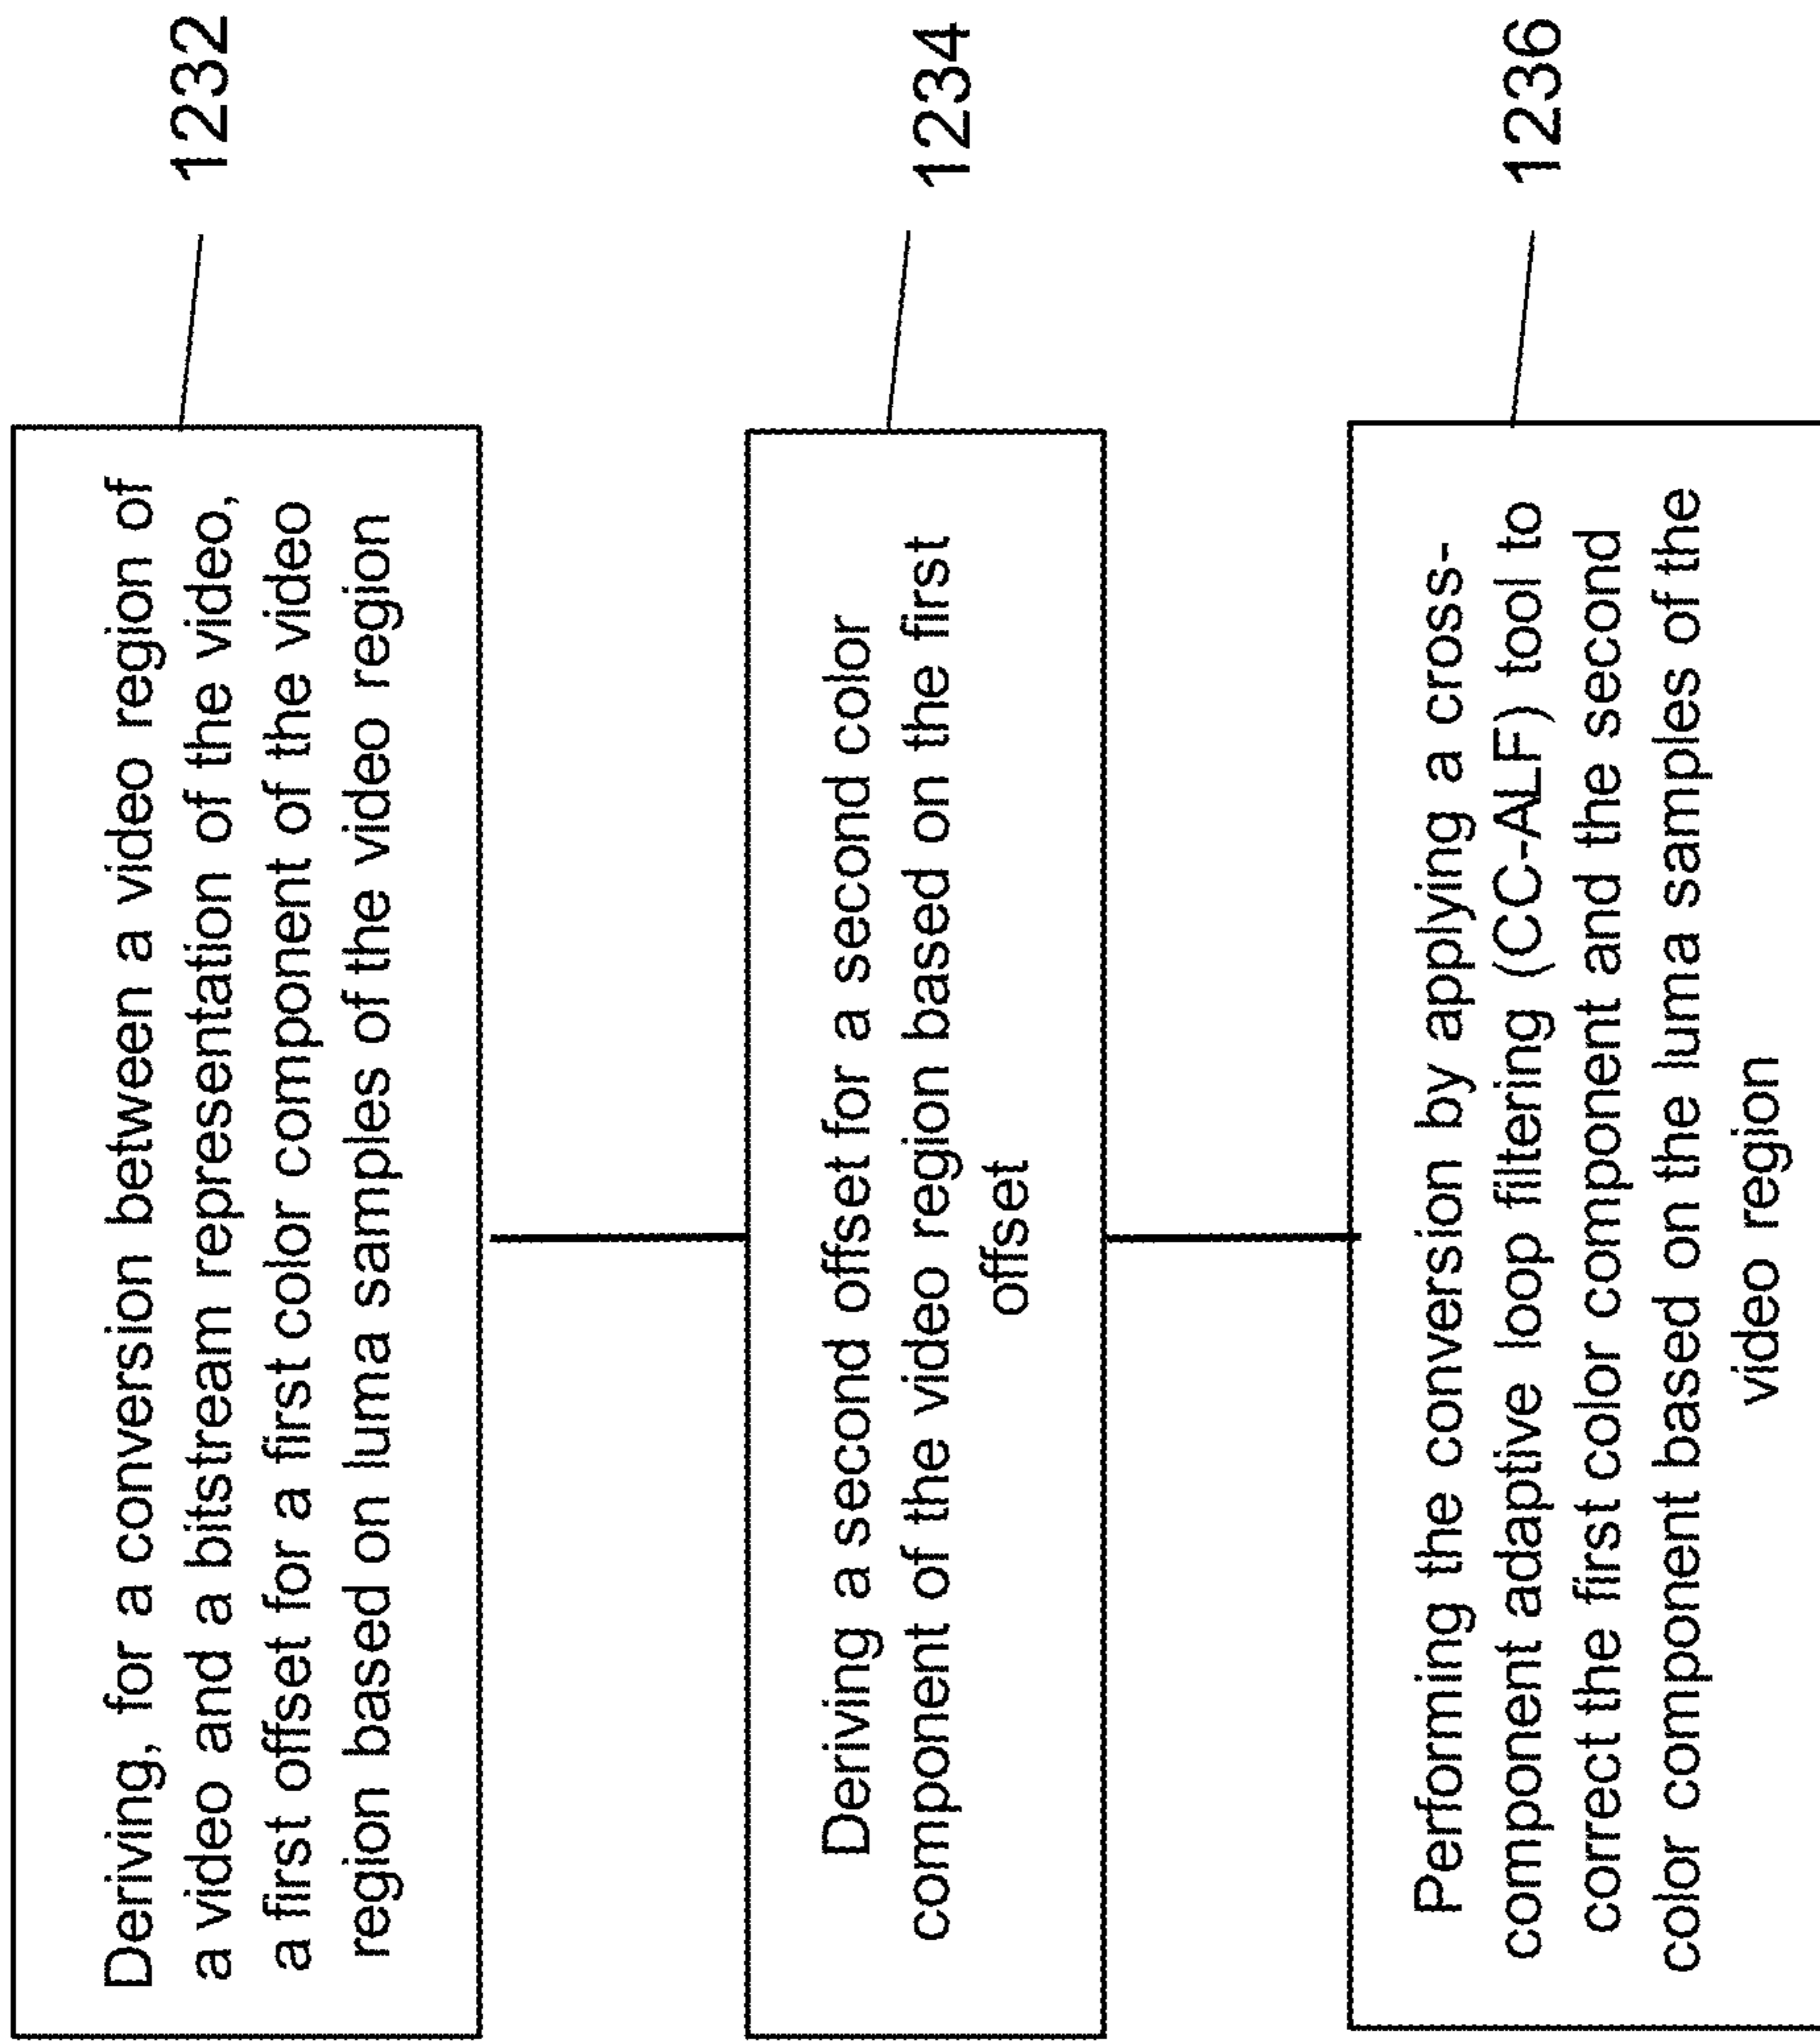 Deriving, for a conversion between a video region of
a video and a bitstream representation of the video,
a first offset for a first color component of the video
region based on luma samples of the video region
1232
Deriving a second offset for a second color
component of the video region based on the first
offset
1234
Performing the conversion by applying a cross-
component adaptive loop filtering (CC-ALF) tool to
correct the first color component and the second
color component based on the luma samples of the
video region
1236